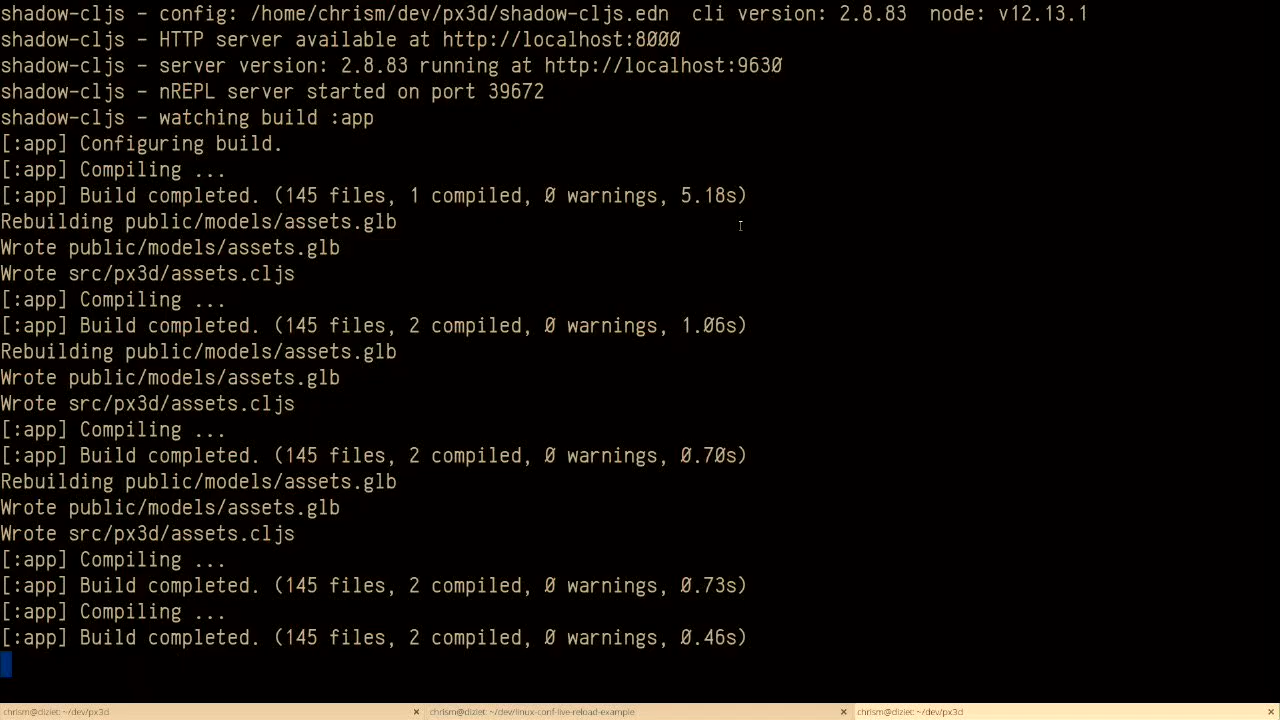 shadow-cljs - config: /home/chrism/dev/px3d/shadow-cljs.edn  cli version: 2.8.83  node: v12.13.1
shadow-cljs - HTTP server available at http://localhost:8000
shadow-cljs - server version: 2.8.83 running at http://localhost:9630
shadow-cljs - nREPL server started on port 39672
shadow-cljs - watching build :app
[:app] Configuring build.
[:app] Compiling ...
[:app] Build completed. (145 files, 1 compiled, 0 warnings, 5.18s)
Rebuilding public/models/assets.glb
Wrote public/models/assets.glb
Wrote src/px3d/assets.cljs
[:app] Compiling ...
[:app] Build completed. (145 files, 2 compiled, 0 warnings, 1.06s)
Rebuilding public/models/assets.glb
Wrote public/models/assets.glb
Wrote src/px3d/assets.cljs
[:app] Compiling ...
[:app] Build completed. (145 files, 2 compiled, 0 warnings, 0.70s)
Rebuilding public/models/assets.glb
Wrote public/models/assets.glb
Wrote src/px3d/assets.cljs
[:app] Compiling ...
[:app] Build completed. (145 files, 2 compiled, 0 warnings, 0.73s)
[:app] Compiling ...
[:app] Build completed. (145 files, 2 compiled, 0 warnings, 0.46s)
chrism@diziet: ~/dev/px3d
chrism@diziet: ~/dev/linux-conf-live-reload-example
chrism@diziet: ~/dev/px3d